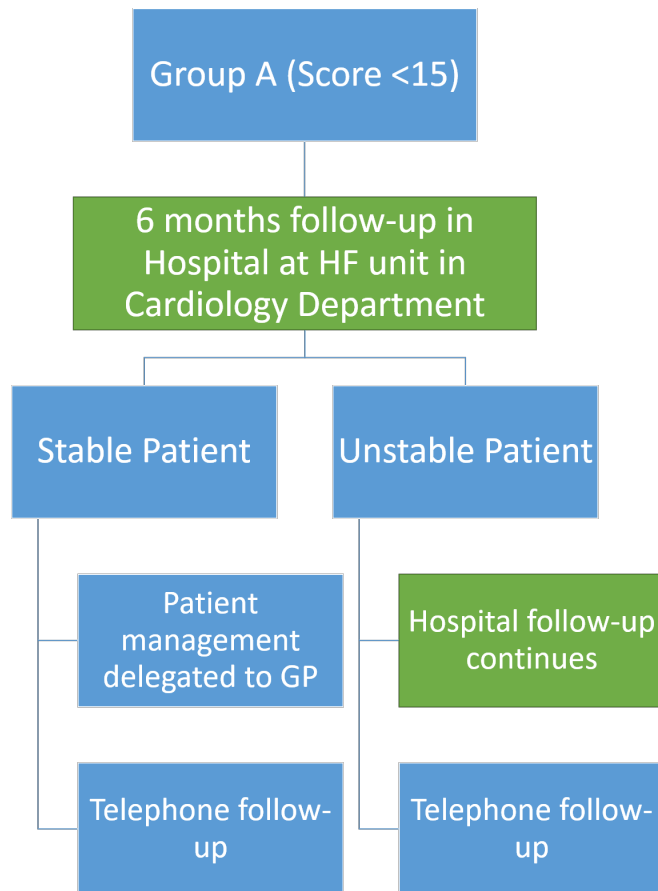 Group A (Score <15)
6 months follow-up in
Hospital at HF unit in
Cardiology Department
Stable Patient
Unstable Patient
Patient
management
delegated to GP
Hospital follow-up
continues
Telephone follow-
up
Telephone follow-
up